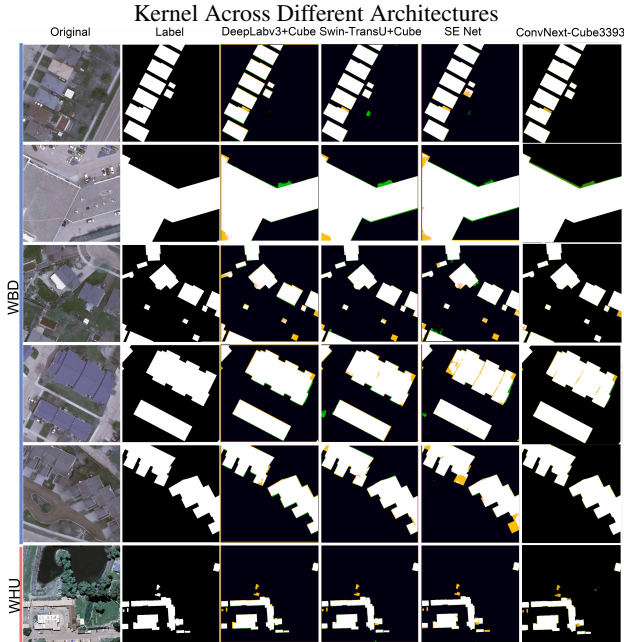 Kernel Across Different Architectures
Original Label DeepLabv3+Cube Swin-TransU+Cube SE Net ConvNext-Cube3393
WBD
WHU